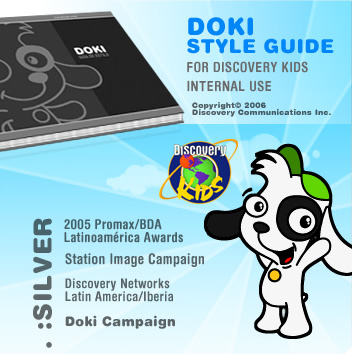 DOKI
DOKI
STYLE GUIDE
FOR DISCOVERY KIDS
INTERNAL USE
Copyright© 2006
Discovery Communications Inc.
Discovery
KIDS
. :SILVER
2005 Promax/BDA
Latinoamérica Awards
Station Image Campaign
Discovery Networks
Latin America/Iberia
Doki Campaign